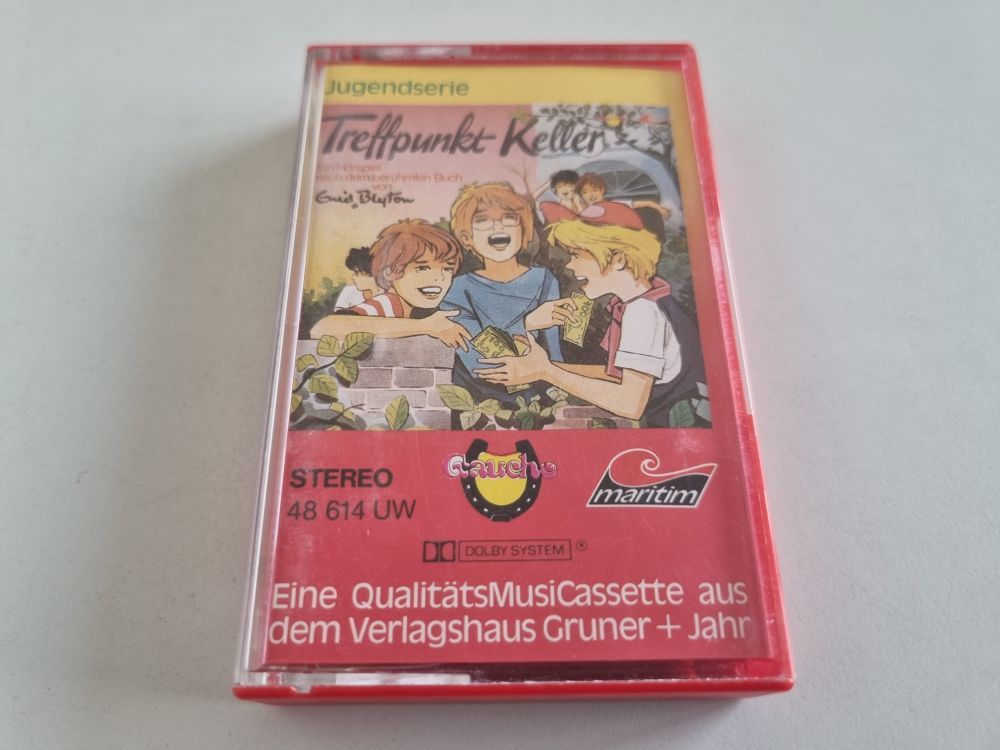 Jugendserie
Treffpunkt Keller
Ein Hörspiel
nach dem berühmten Buch
von
Enid Blyton
STEREO
48 614 UW
Gaucho
maritim
DOLBY SYSTEM ®
Eine QualitätsMusiCassette aus
dem Verlagshaus Gruner + Jahr